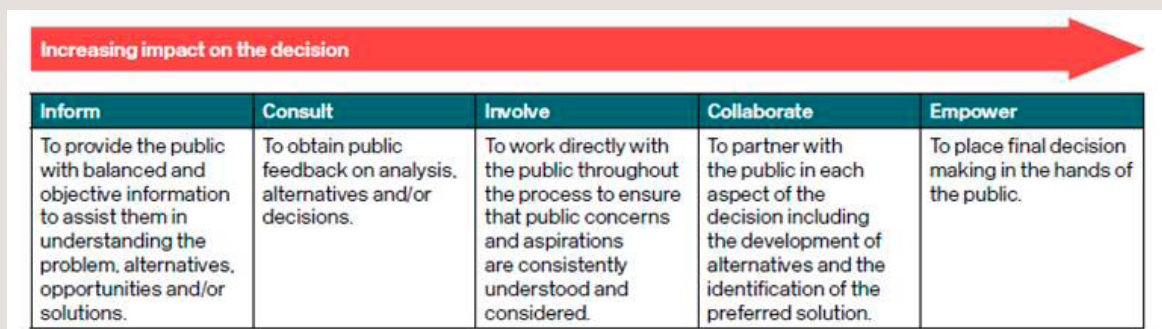 Increasing impact on the decision
Inform
Consult
Involve
Collaborate
Empower
To provide the public
with balanced and
objective information
to assist them in
understanding the
problem, alternatives,
opportunities and/or
solutions.
To obtain public
feedback on analysis,
alternatives and/or
decisions.
To work directly with
the public throughout
the process to ensure
that public concerns
and aspirations
are consistently
understood and
considered.
To partner with
the public in each
aspect of the
decision including
the development of
alternatives and the
identification of the
preferred solution.
To place final decision
making in the hands of
the public.